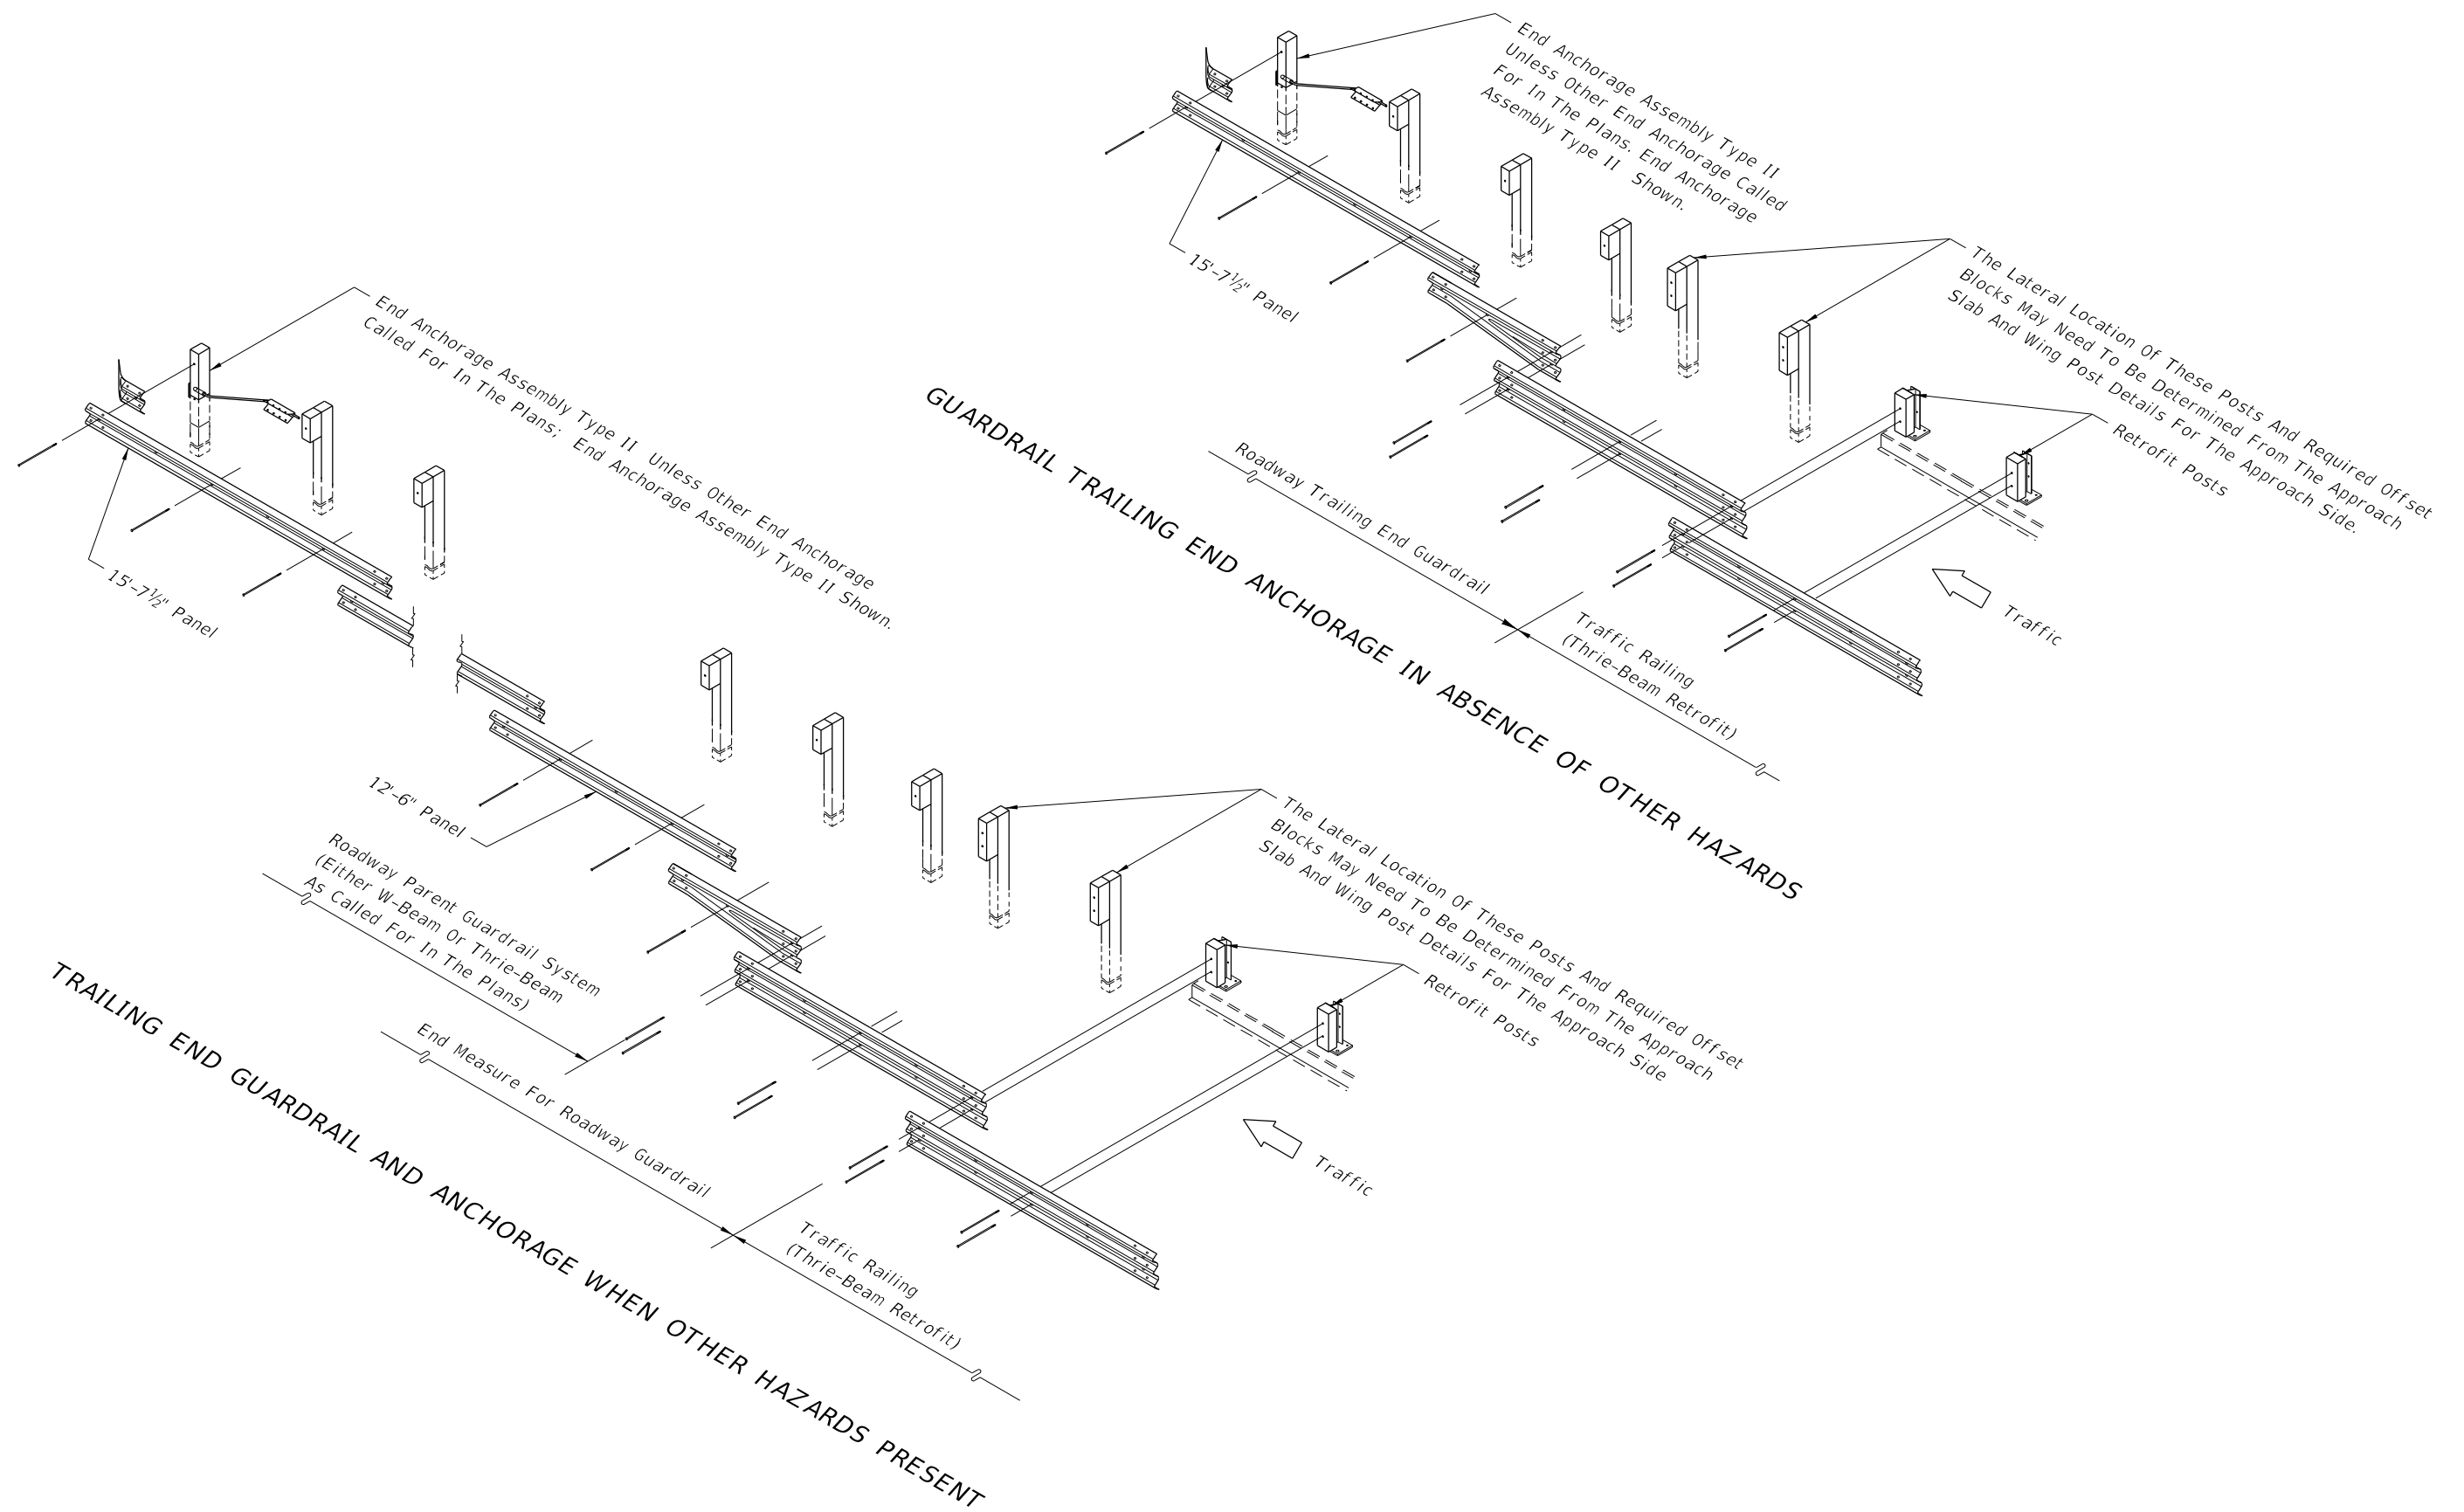 End Anchorage Assembly Type II
Unless Other End Anchorage Called
For In The Plans. End Anchorage
Assembly Type II Shown.
15'-7½" Panel
The Lateral Location Of These Posts And Required Offset
Blocks May Need To Be Determined From The Approach
Slab And Wing Post Details For The Approach Side.
Retrofit Posts
Traffic
Roadway Trailing End Guardrail
Traffic Railing
(Thrie-Beam Retrofit)
GUARDRAIL TRAILING END ANCHORAGE IN ABSENCE OF OTHER HAZARDS
End Anchorage Assembly Type II Unless Other End Anchorage
Called For In The Plans; End Anchorage Assembly Type II Shown.
15'-7½" Panel
12'-6" Panel
Roadway Parent Guardrail System
(Either W-Beam Or Thrie-Beam
As Called For In The Plans)
The Lateral Location Of These Posts And Required Offset
Blocks May Need To Be Determined From The Approach
Slab And Wing Post Details For The Approach Side
Retrofit Posts
Traffic
End Measure For Roadway Guardrail
Traffic Railing
(Thrie-Beam Retrofit)
TRAILING END GUARDRAIL AND ANCHORAGE WHEN OTHER HAZARDS PRESENT